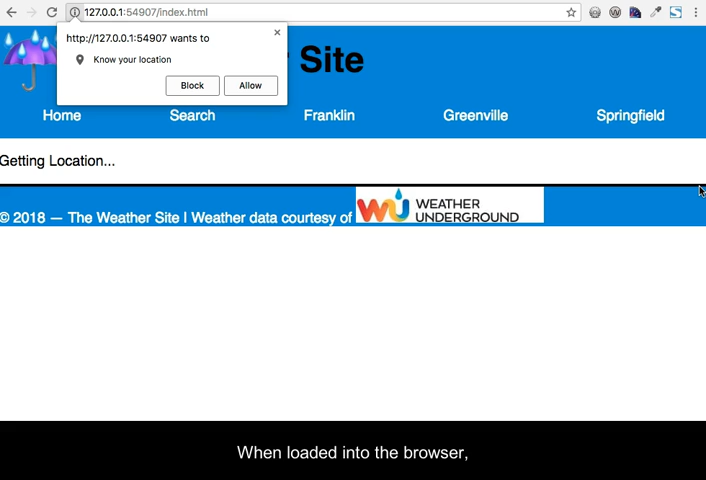 127.0.0.1:54907/index.html
http://127.0.0.1:54907 wants to
×
Know your location
Block Allow
r Site
Home Search Franklin Greenville Springfield
Getting Location...
© 2018 — The Weather Site | Weather data courtesy of
WU WEATHER
UNDERGROUND
When loaded into the browser,